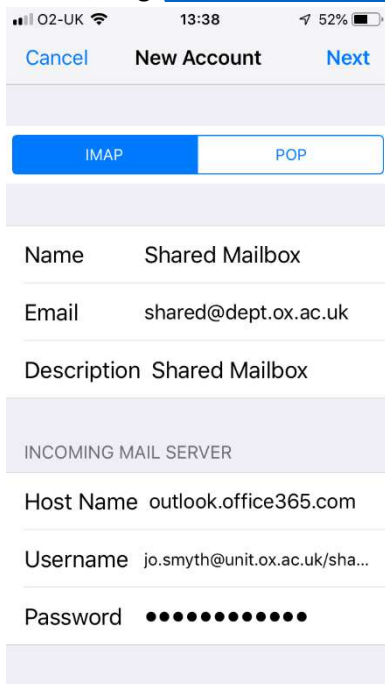 O2-UK 13:38 52%
Cancel New Account Next
IMAP POP
Name Shared Mailbox
Email shared@dept.ox.ac.uk
Description Shared Mailbox
INCOMING MAIL SERVER
Host Name outlook.office365.com
Username jo.smyth@unit.ox.ac.uk/sha...
Password ●●●●●●●●●●●●